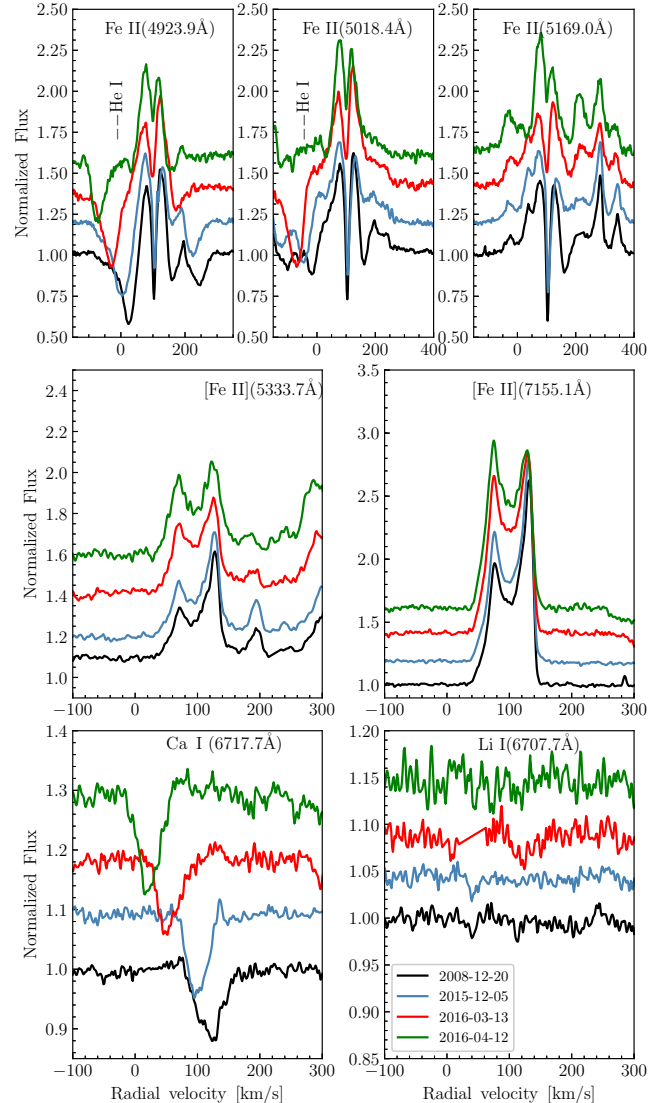 Fe II(4923.9Å) Fe II(5018.4Å) Fe II(5169.0Å)
2.50 2.50 2.50
2.25 2.25 2.25
2.00 2.00 2.00
1.75 1.75 1.75
1.50 1.50 1.50
1.25 1.25 1.25
1.00 1.00 1.00
0.75 0.75 0.75
0.50 0.50 0.50
--He I --He I
Normalized Flux
0 200 0 200 400 0 200 400
[Fe II](5333.7Å) [Fe II](7155.1Å)
2.4
2.2
2.0
1.8
1.6
1.4
1.2
1.0
3.5
3.0
2.5
2.0
1.5
1.0
Normalized Flux
−100 0 100 200 300 −100 0 100 200 300
Ca I (6717.7Å) Li I(6707.7Å)
1.4
1.3
1.2
1.1
1.0
0.9
1.20
1.15
1.10
1.05
1.00
0.95
0.90
0.85
Normalized Flux
2008-12-20
2015-12-05
2016-03-13
2016-04-12
−100 0 100 200 300 −100 0 100 200 300
Radial velocity [km/s] Radial velocity [km/s]